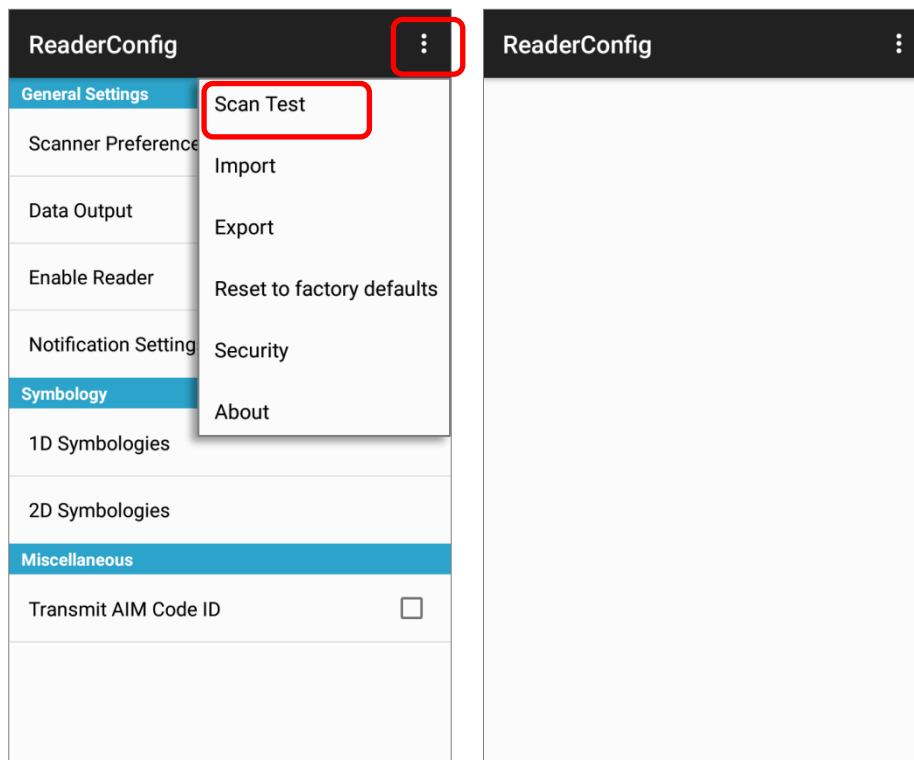 ReaderConfig
General Settings
Scanner Preference
Data Output
Enable Reader
Notification Setting
Symbology
1D Symbologies
2D Symbologies
Miscellaneous
Transmit AIM Code ID
Scan Test
Import
Export
Reset to factory defaults
Security
About
ReaderConfig